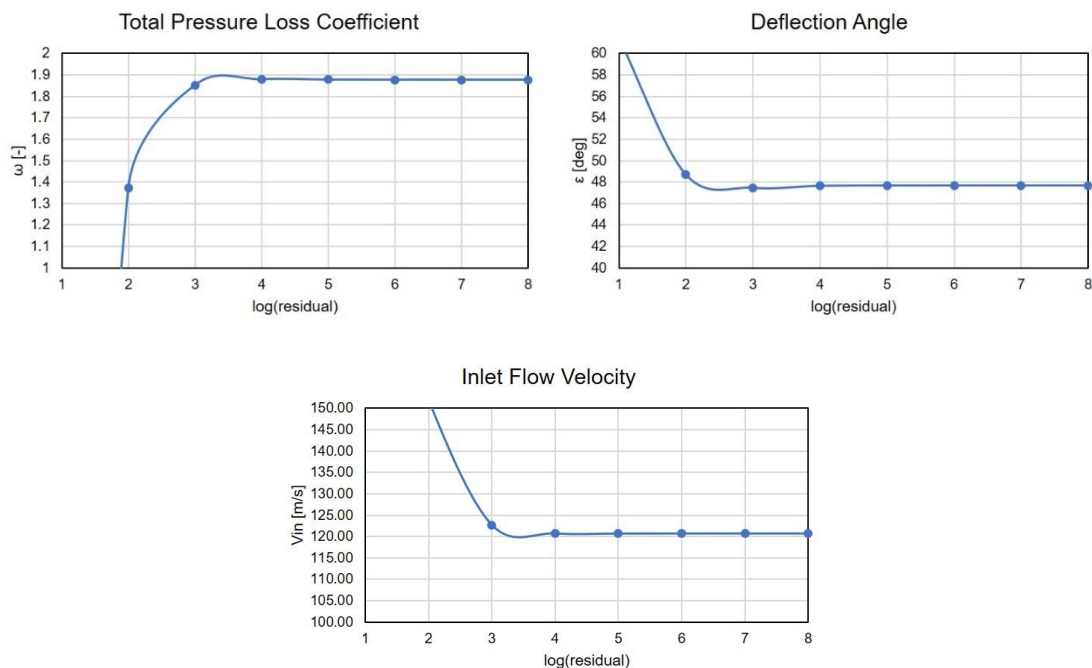 Total Pressure Loss Coefficient
2
1.9
1.8
1.7
1.6
1.5
1.4
1.3
1.2
1.1
1
ω [-]
1 2 3 4 5 6 7 8
log(residual)
Deflection Angle
60
58
56
54
52
50
48
46
44
42
40
ε [deg]
1 2 3 4 5 6 7 8
log(residual)
Inlet Flow Velocity
150.00
145.00
140.00
135.00
130.00
125.00
120.00
115.00
110.00
105.00
100.00
Vin [m/s]
1 2 3 4 5 6 7 8
log(residual)